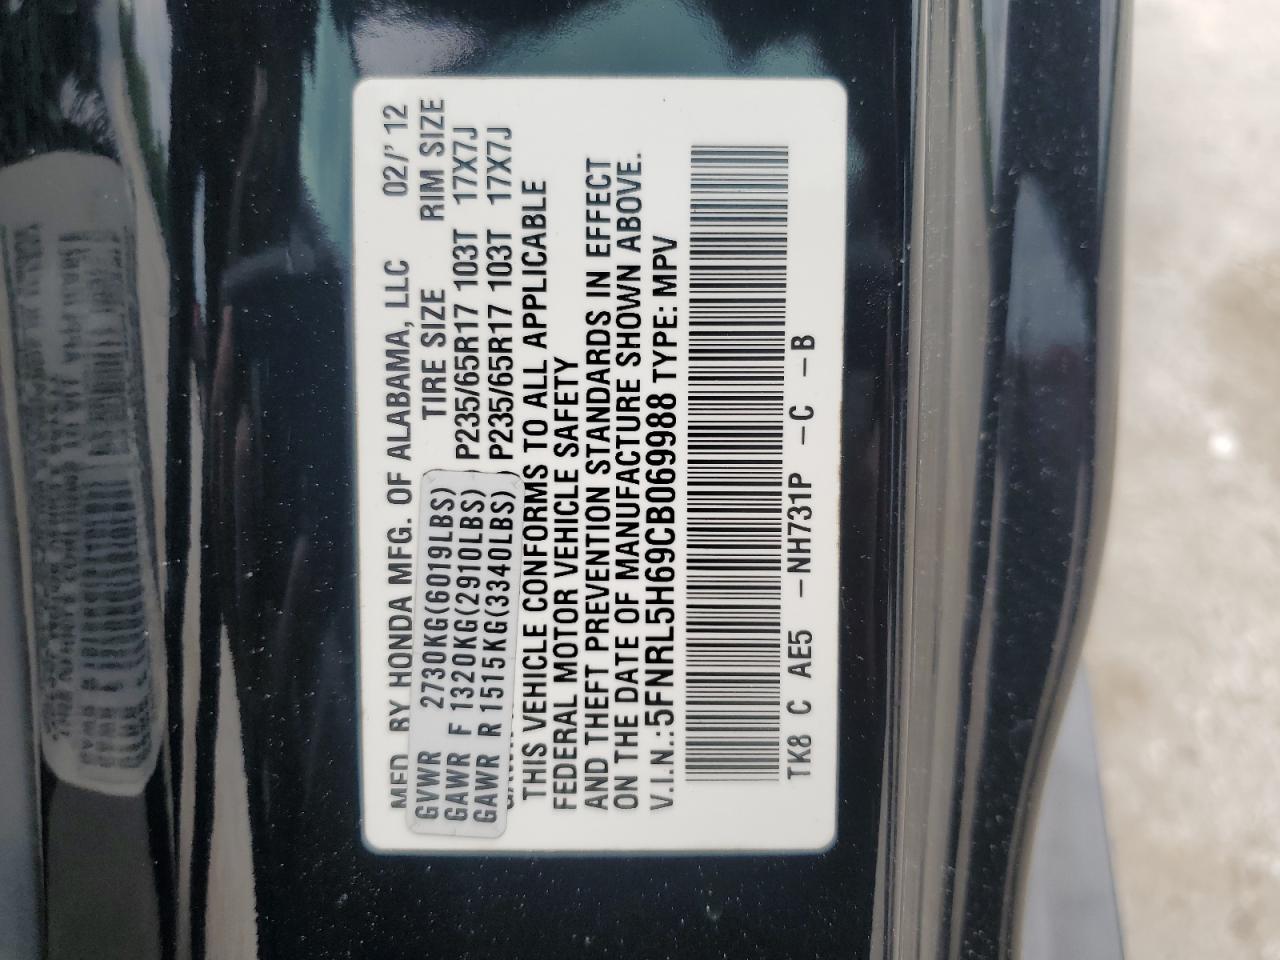 MFD. BY HONDA MFG. OF ALABAMA, LLC 02/'12
TIRE SIZE RIM SIZE
GVWR 2730KG(6019LBS)
GAWR F 1320KG(2910LBS) P235/65R17 103T 17X7J
GAWR R 1515KG(3340LBS) P235/65R17 103T 17X7J
THIS VEHICLE CONFORMS TO ALL APPLICABLE
FEDERAL MOTOR VEHICLE SAFETY
AND THEFT PREVENTION STANDARDS IN EFFECT
ON THE DATE OF MANUFACTURE SHOWN ABOVE.
V.I.N.:5FNRL5H69CB069988 TYPE: MPV
TK8 C AE5 -NH731P -C -B